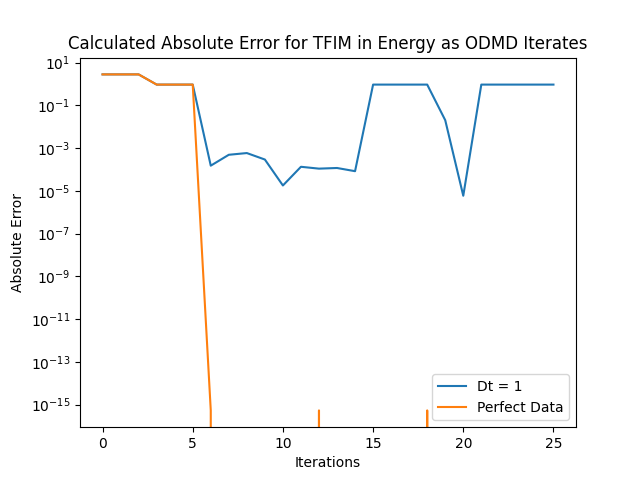 Calculated Absolute Error for TFIM in Energy as ODMD Iterates
10¹
10⁻¹
10⁻³
10⁻⁵
10⁻⁷
10⁻⁹
10⁻¹¹
10⁻¹³
10⁻¹⁵
Absolute Error
Dt = 1
Perfect Data
0 5 10 15 20 25
Iterations